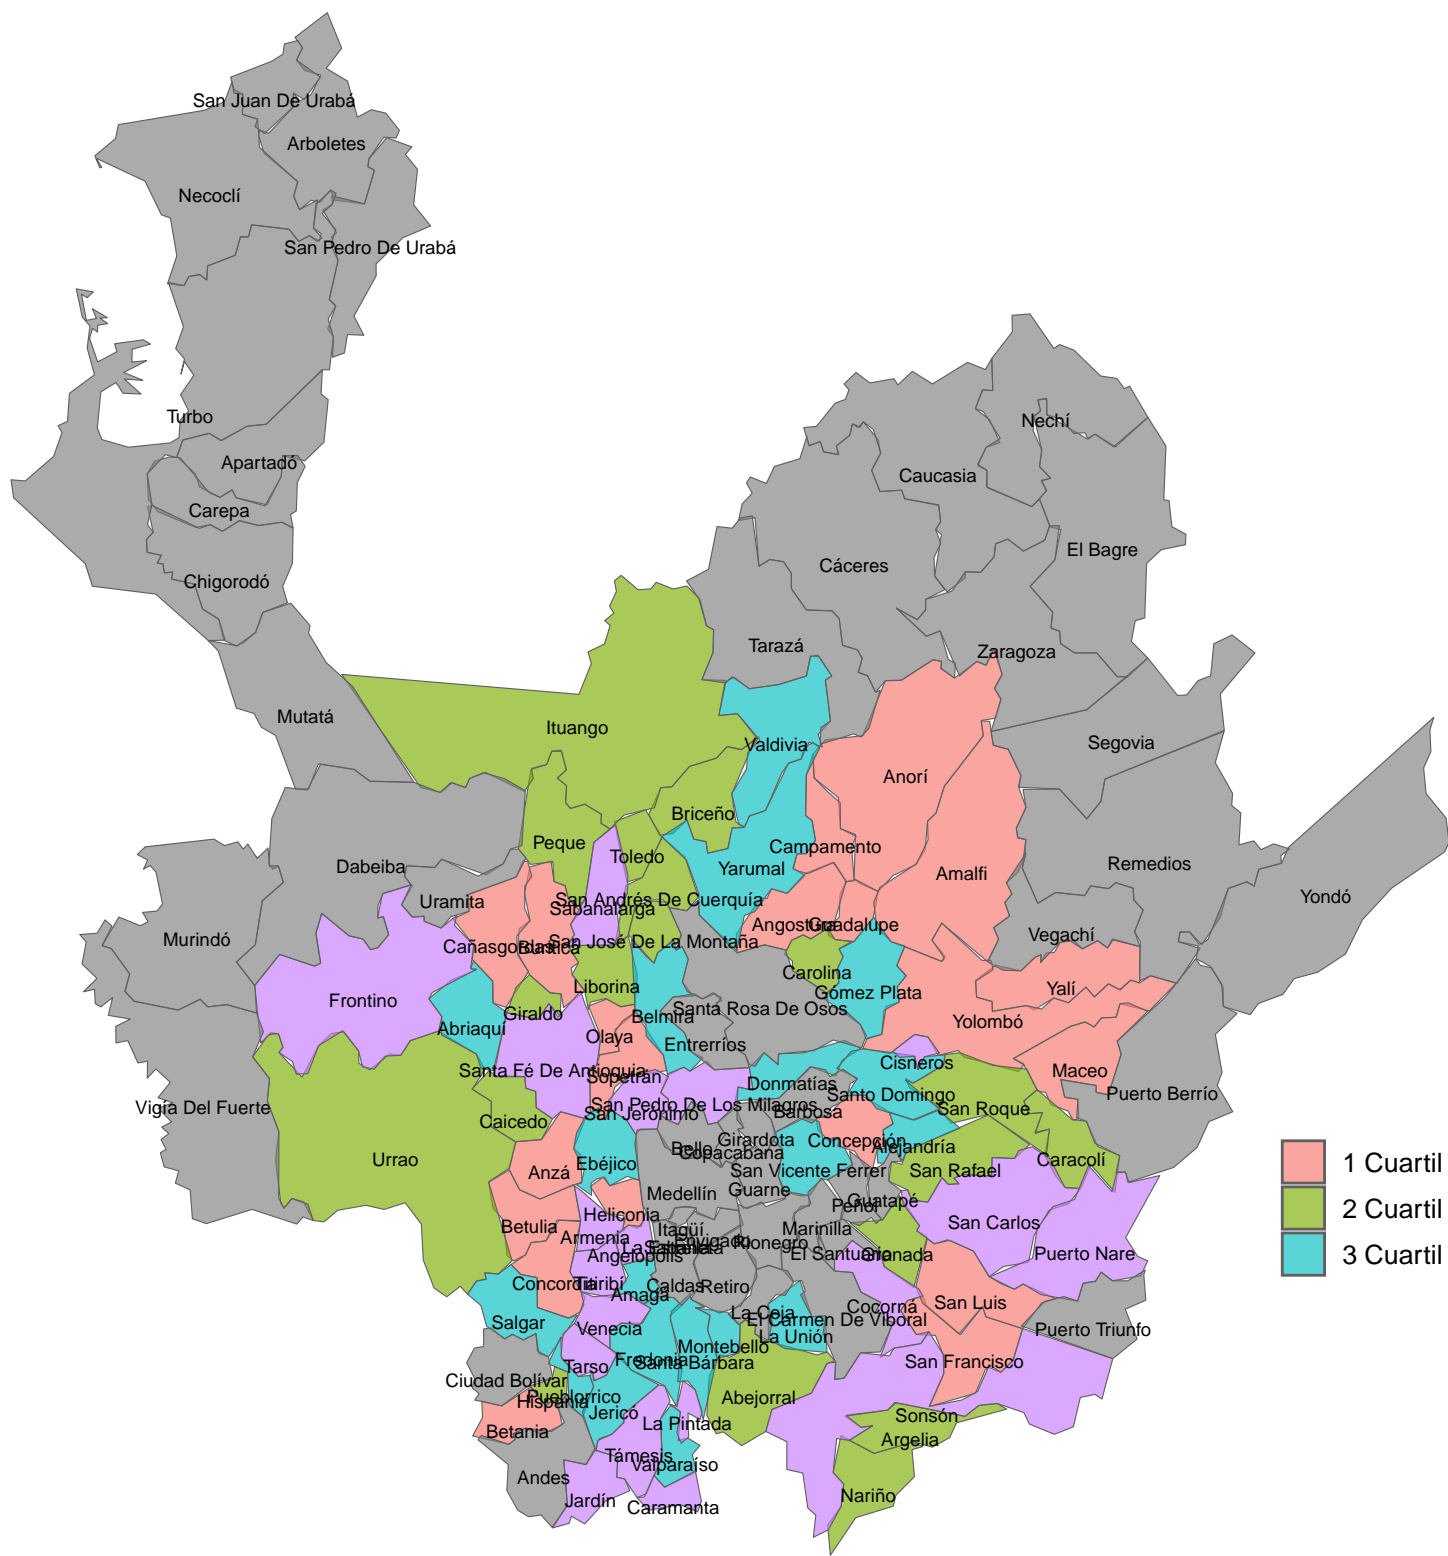 San Juan De Urabá
Arboletes
Necoclí
San Pedro De Urabá
Turbo
Nechí
Apartadó
Caucasia
Carepa
El Bagre
Cáceres
Chigorodó
Tarazá
Zaragoza
Mutatá
Ituango
Valdivia
Segovia
Anorí
Briceño
Peque
Campamento
Toledo
Dabeiba
Yarumal
Amalfi
Remedios
Yondó
Uramita
San Andrés De Cuerquía
Sabanalarga
Angostura
Guadalupe
Vegachí
Murindó
Cañasgordas
Buriticá
San José De La Montaña
Carolina
Liborina
Gómez Plata
Yalí
Frontino
Giraldo
Santa Rosa De Osos
Belmira
Yolombó
Abriaquí
Olaya
Entrerríos
Cisneros
Santa Fé De Antioquia
Sopetrán
Maceo
Donmatías
Santo Domingo
Puerto Berrío
Vigía Del Fuerte
San Pedro De Los Milagros
San Jerónimo
Barbosa
San Roque
Caicedo
Girardota
Concepción
Alejandría
Bello
Copacabana
Urrao
Anzá
Ebéjico
San Vicente Ferrer
San Rafael
Caracolí
1 Cuartil
Medellín
Guarne
Guatapé
Peñol
2 Cuartil
Heliconia
Betulia
Itagüí
Marinilla
San Carlos
Armenia
La Estrella
Sabaneta
Envigado
Rionegro
Angelópolis
El Santuario
Granada
Puerto Nare
3 Cuartil
Concordia
Titiribí
Amagá
Caldas
Retiro
Cocorná
San Luis
La Ceja
El Carmen De Viboral
Salgar
Venecia
La Unión
Puerto Triunfo
Montebello
Tarso
Fredonia
Santa Bárbara
San Francisco
Ciudad Bolívar
Pueblorrico
Hispania
Abejorral
Jericó
La Pintada
Sonsón
Betania
Argelia
Támesis
Valparaíso
Andes
Jardín
Caramanta
Nariño